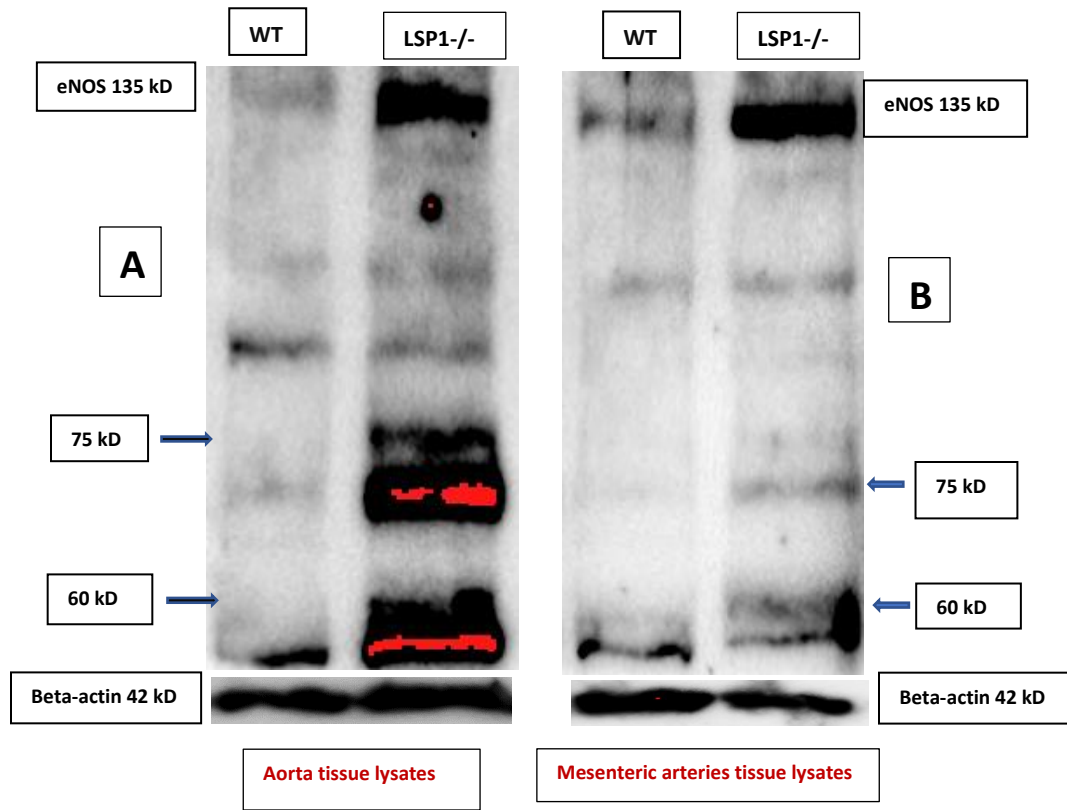 WT
LSP1-/-
WT
LSP1-/-
eNOS 135 kD
eNOS 135 kD
A
B
75 kD
75 kD
60 kD
60 kD
Beta-actin 42 kD
Beta-actin 42 kD
Aorta tissue lysates
Mesenteric arteries tissue lysates